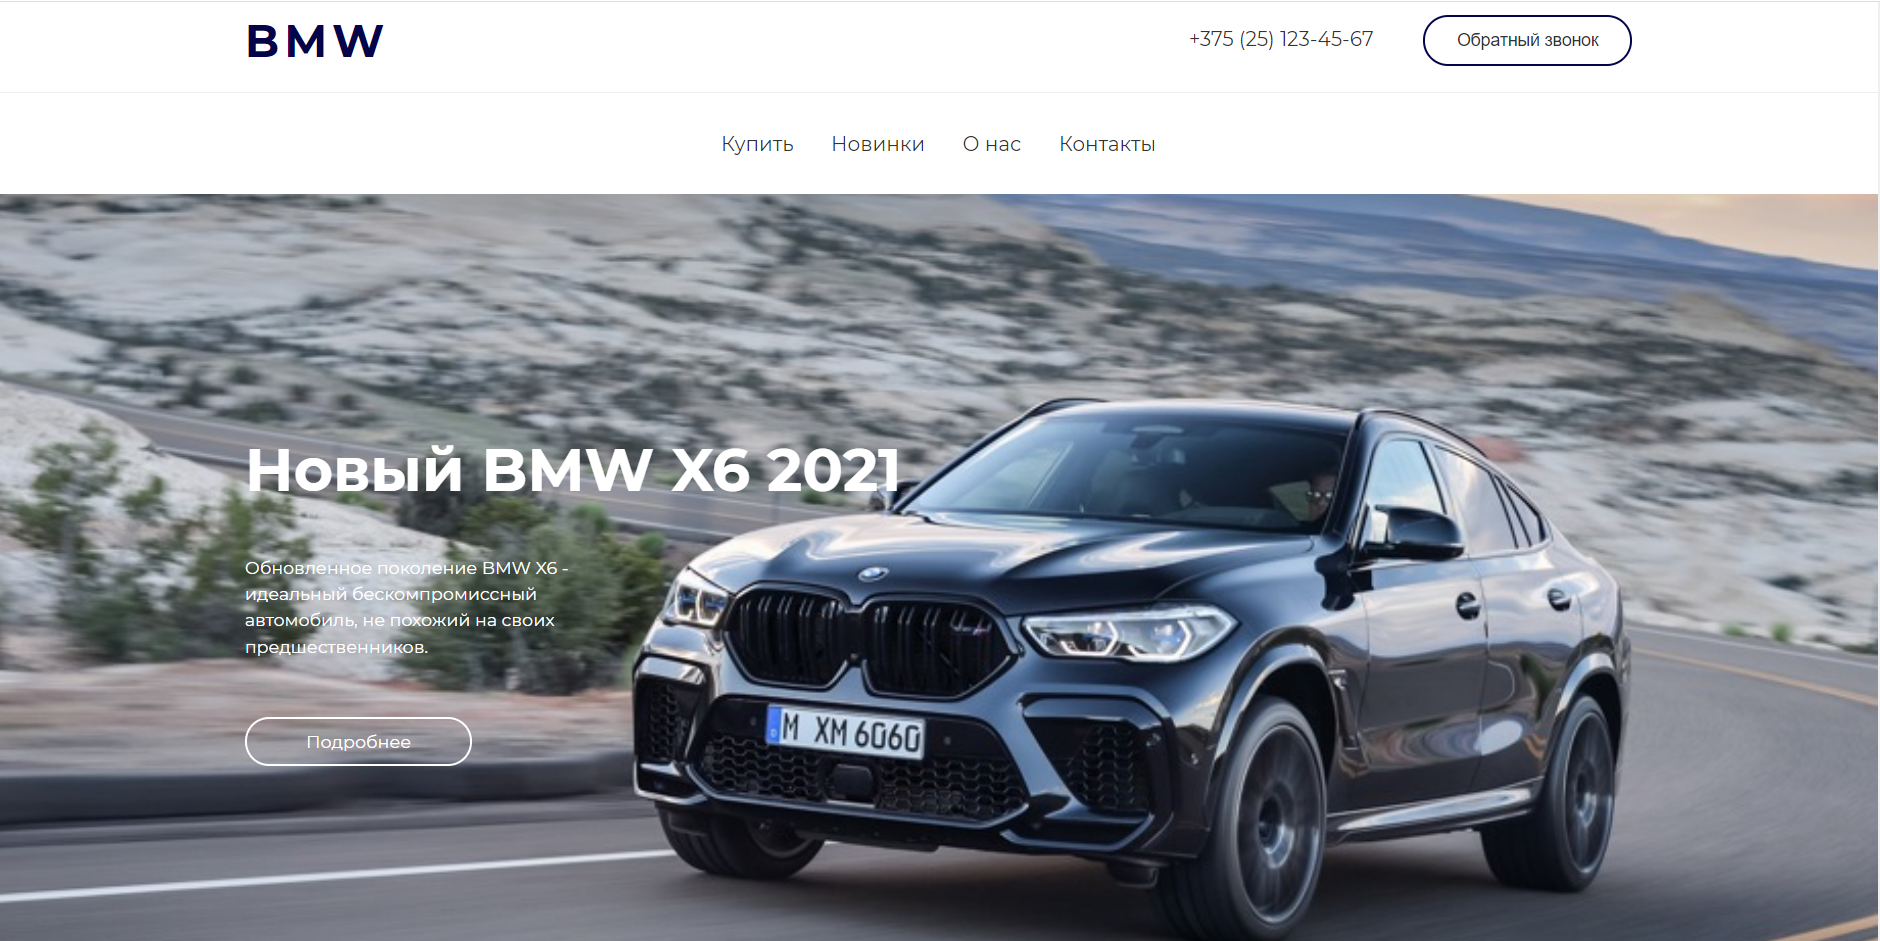 BMW
+375 (25) 123-45-67
Обратный звонок
Купить Новинки О нас Контакты
Новый BMW X6 2021
Обновленное поколение BMW X6 -
идеальный бескомпромиссный
автомобиль, не похожий на своих
предшественников.
M XM 6060
Подробнее